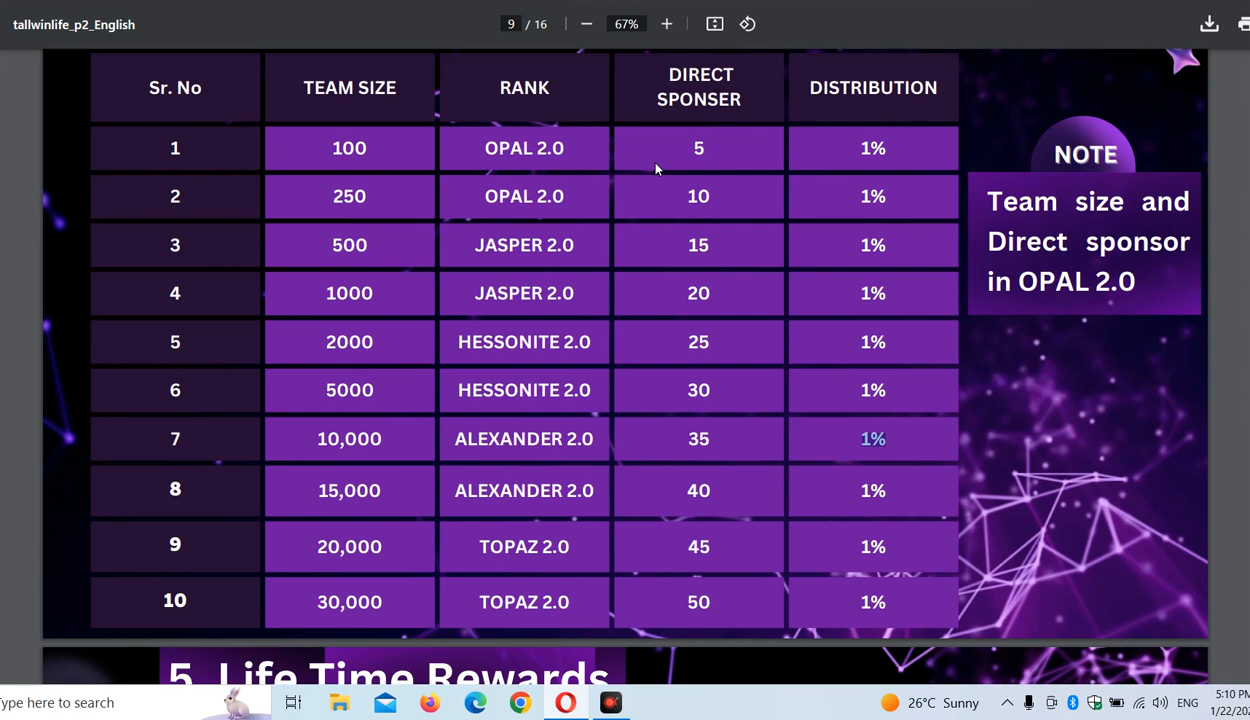 tallwinlife_p2_English
9 / 16
67%
Sr. No TEAM SIZE RANK DIRECT SPONSER DISTRIBUTION
1 100 OPAL 2.0 5 1%
2 250 OPAL 2.0 10 1%
3 500 JASPER 2.0 15 1%
4 1000 JASPER 2.0 20 1%
5 2000 HESSONITE 2.0 25 1%
6 5000 HESSONITE 2.0 30 1%
7 10,000 ALEXANDER 2.0 35 1%
8 15,000 ALEXANDER 2.0 40 1%
9 20,000 TOPAZ 2.0 45 1%
10 30,000 TOPAZ 2.0 50 1%
NOTE
Team size and
Direct sponsor
in OPAL 2.0
5. Life Time Rewards
Type here to search
26°C Sunny
ENG
5:10 PM
1/22/202